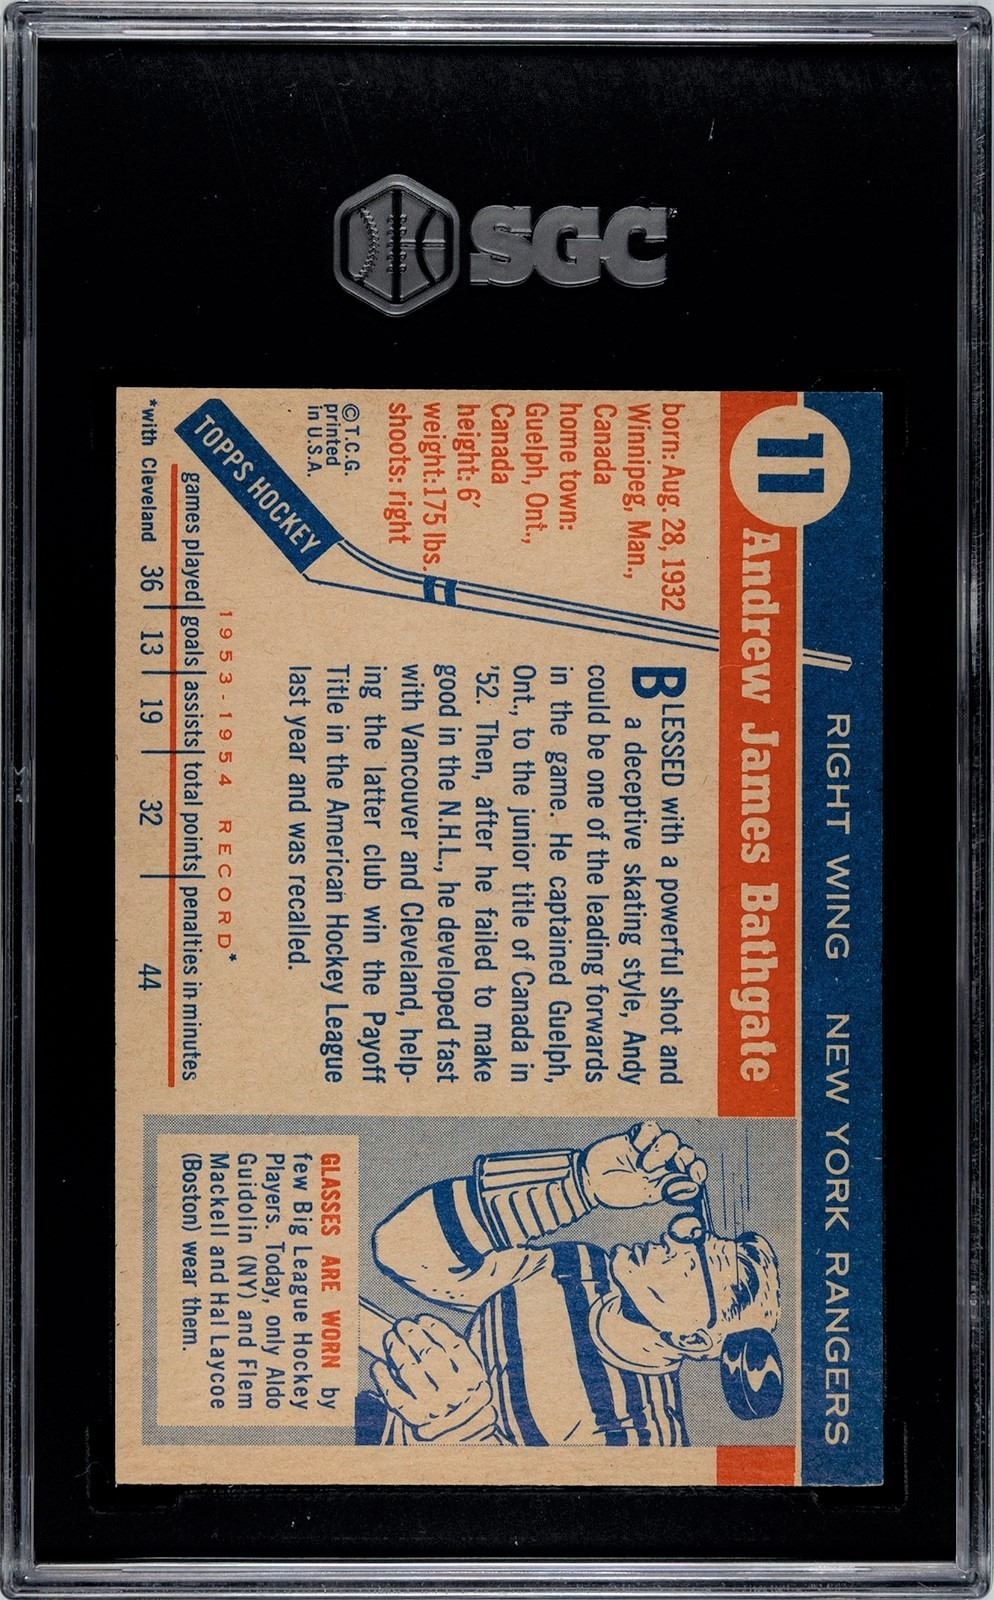 SGC
RIGHT WING · NEW YORK RANGERS
11
Andrew James Bathgate
born: Aug. 28, 1932
Winnipeg, Man.,
Canada
home town:
Guelph, Ont.,
Canada
height: 6'
weight: 175 lbs.
shoots: right
© T.C.G.
printed
in U.S.A.
TOPPS HOCKEY
BLESSED with a powerful shot and
a deceptive skating style, Andy
could be one of the leading forwards
in the game. He captained Guelph,
Ont., to the junior title of Canada in
'52. Then, after he failed to make
good in the N.H.L., he developed fast
with Vancouver and Cleveland, help-
ing the latter club win the Payoff
Title in the American Hockey League
last year and was recalled.
1953-1954 RECORD*
games played goals assists total points penalties in minutes
*with Cleveland 36 13 19 32 44
GLASSES ARE WORN by
few Big League Hockey
Players. Today, only Aldo
Guidolin (NY) and Flem
Mackell and Hal Laycoe
(Boston) wear them.